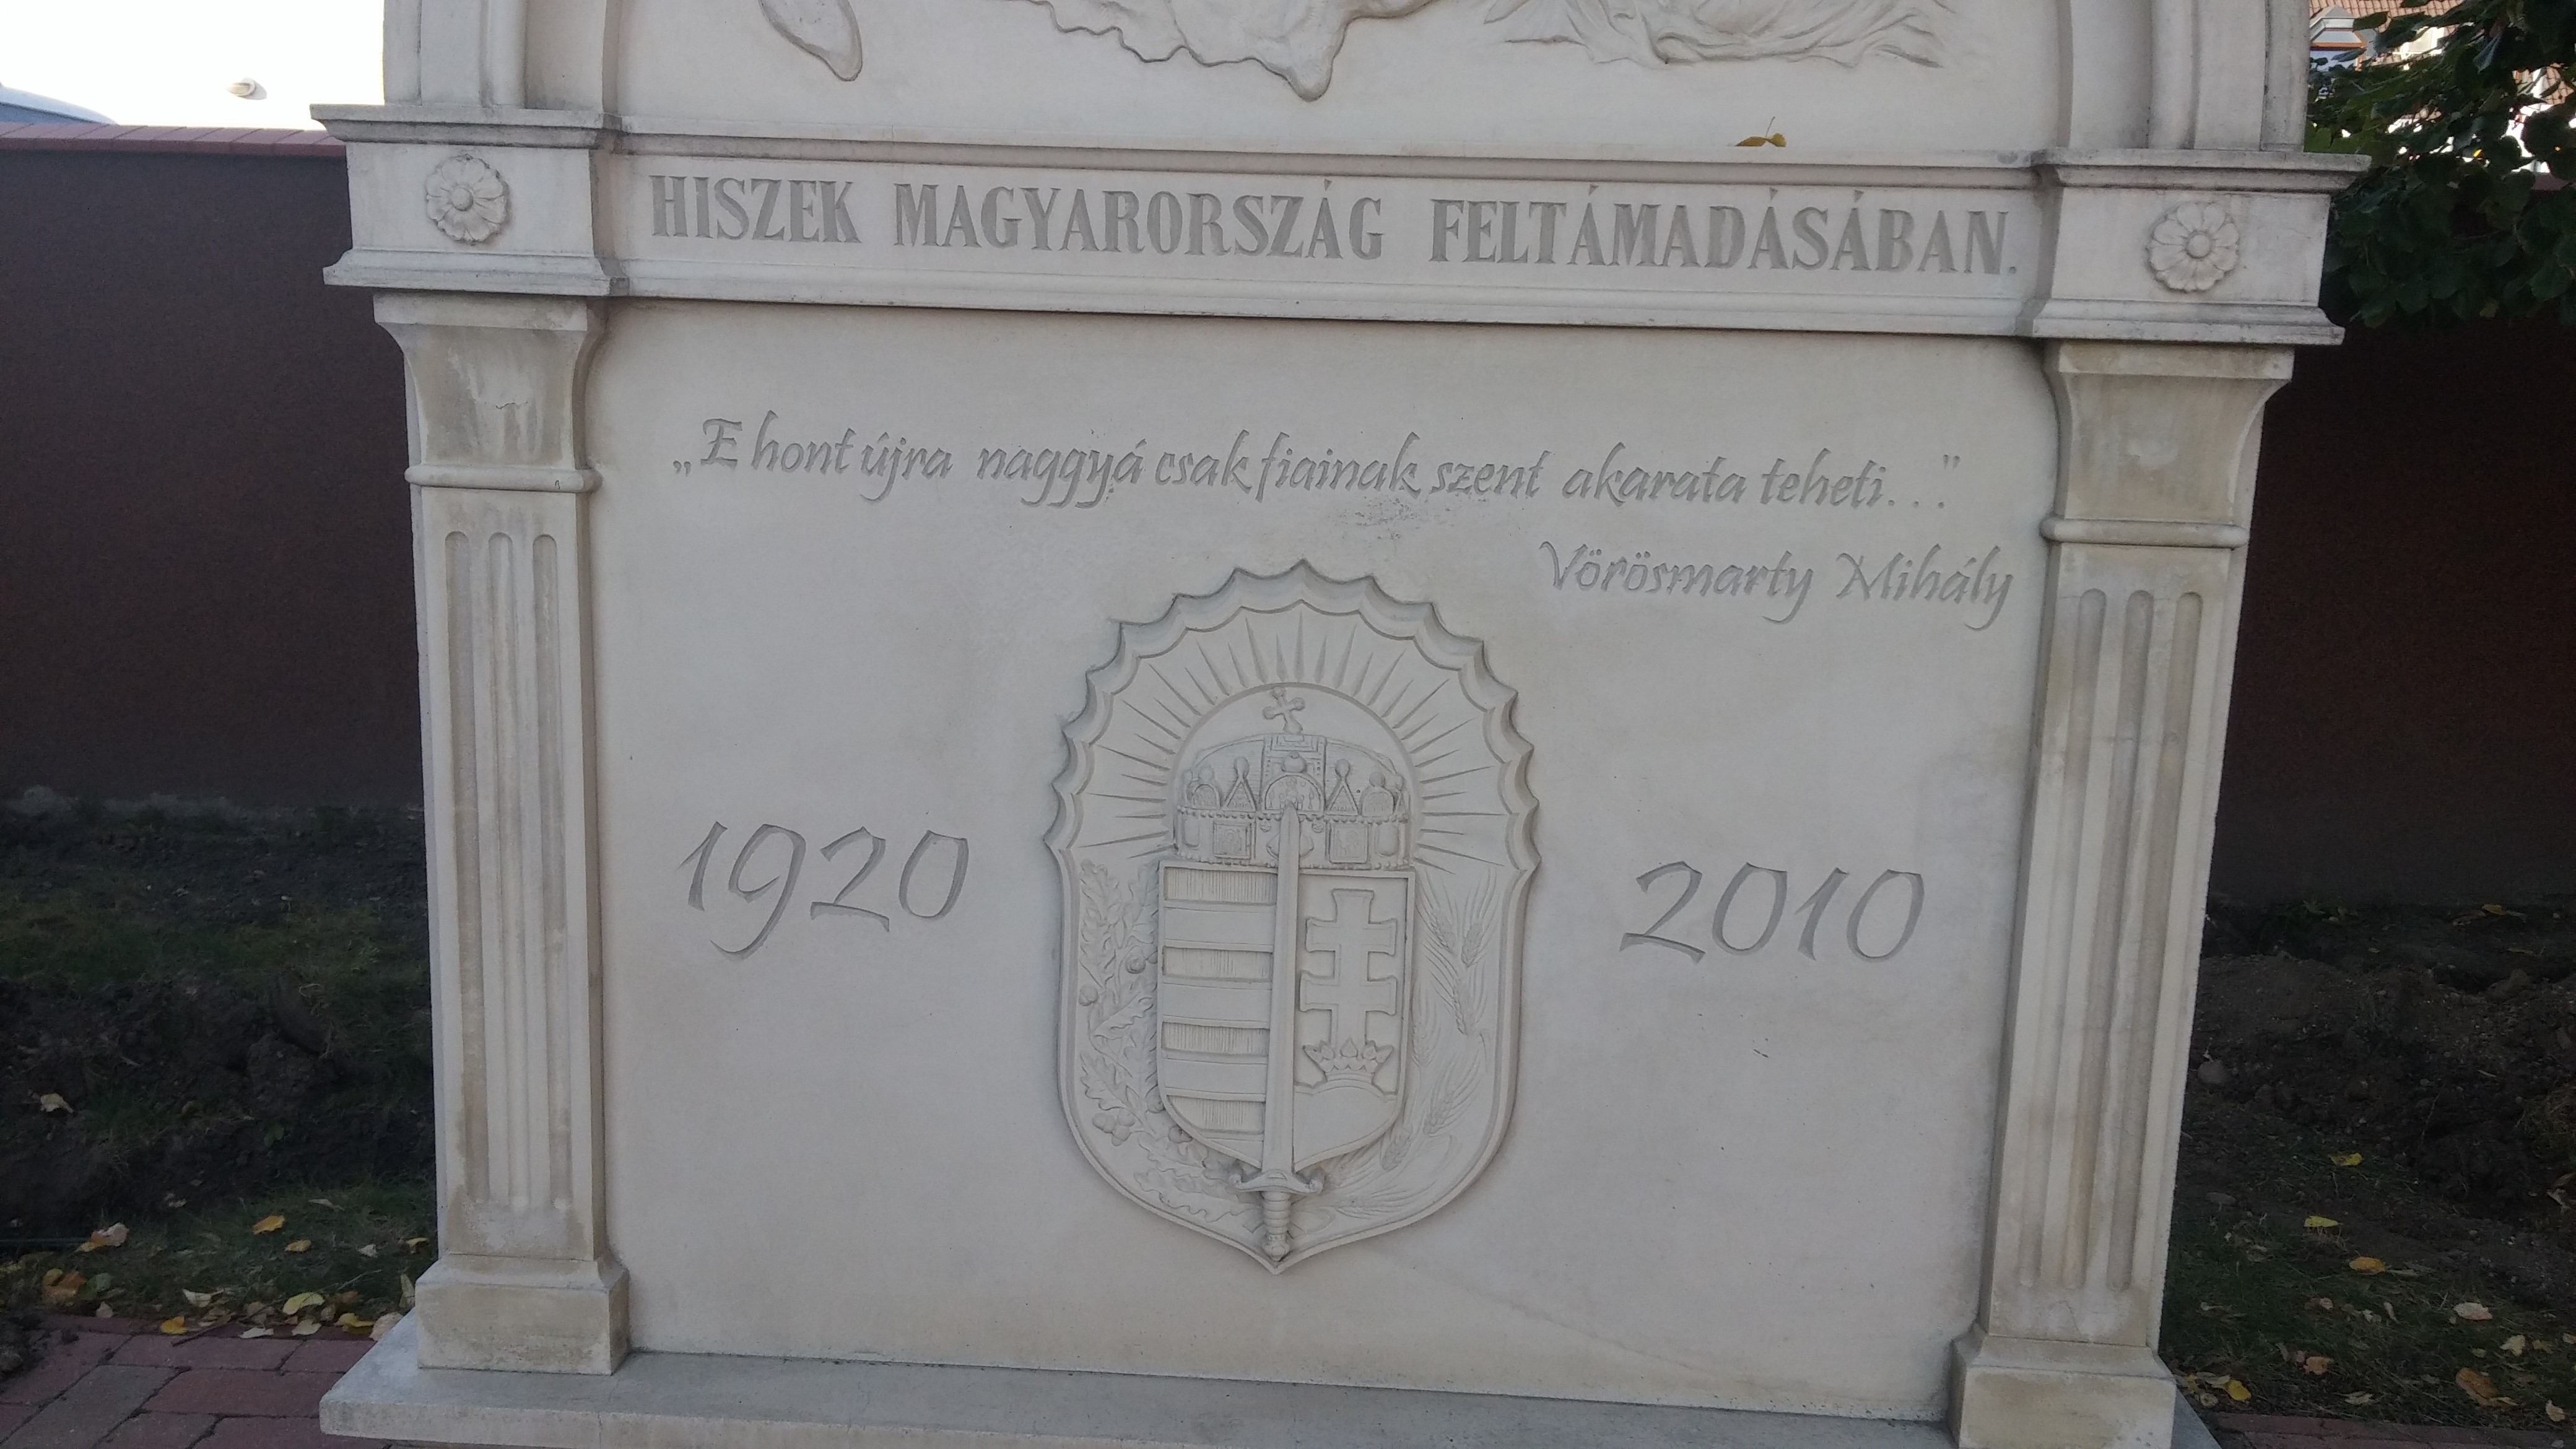 HISZEK MAGYARORSZÁG FELTÁMADÁSÁBAN.
„E hont újra naggyá csak fiainak szent akarata teheti..."
Vörösmarty Mihály
1920
2010